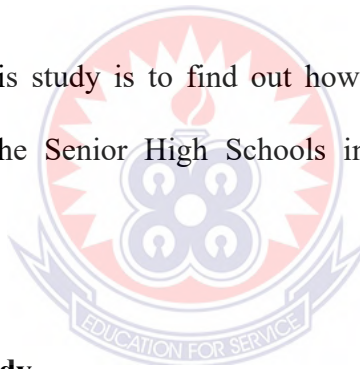 is study is to find out how
he Senior High Schools in
EDUCATION FOR SERVICE
dy